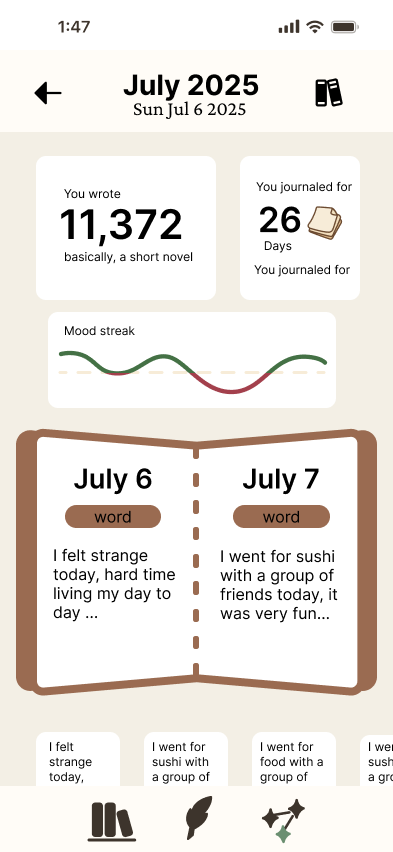 1:47
July 2025
Sun Jul 6 2025
You wrote
11,372
basically, a short novel
You journaled for
26
Days
You journaled for
Mood streak
July 6
word
I felt strange
today, hard time
living my day to
day ...
July 7
word
I went for sushi
with a group of
friends today, it
was very fun...
I felt
strange
today,
I went for
sushi with
a group of
I went for
food with a
group of
I wen
sush
a gro